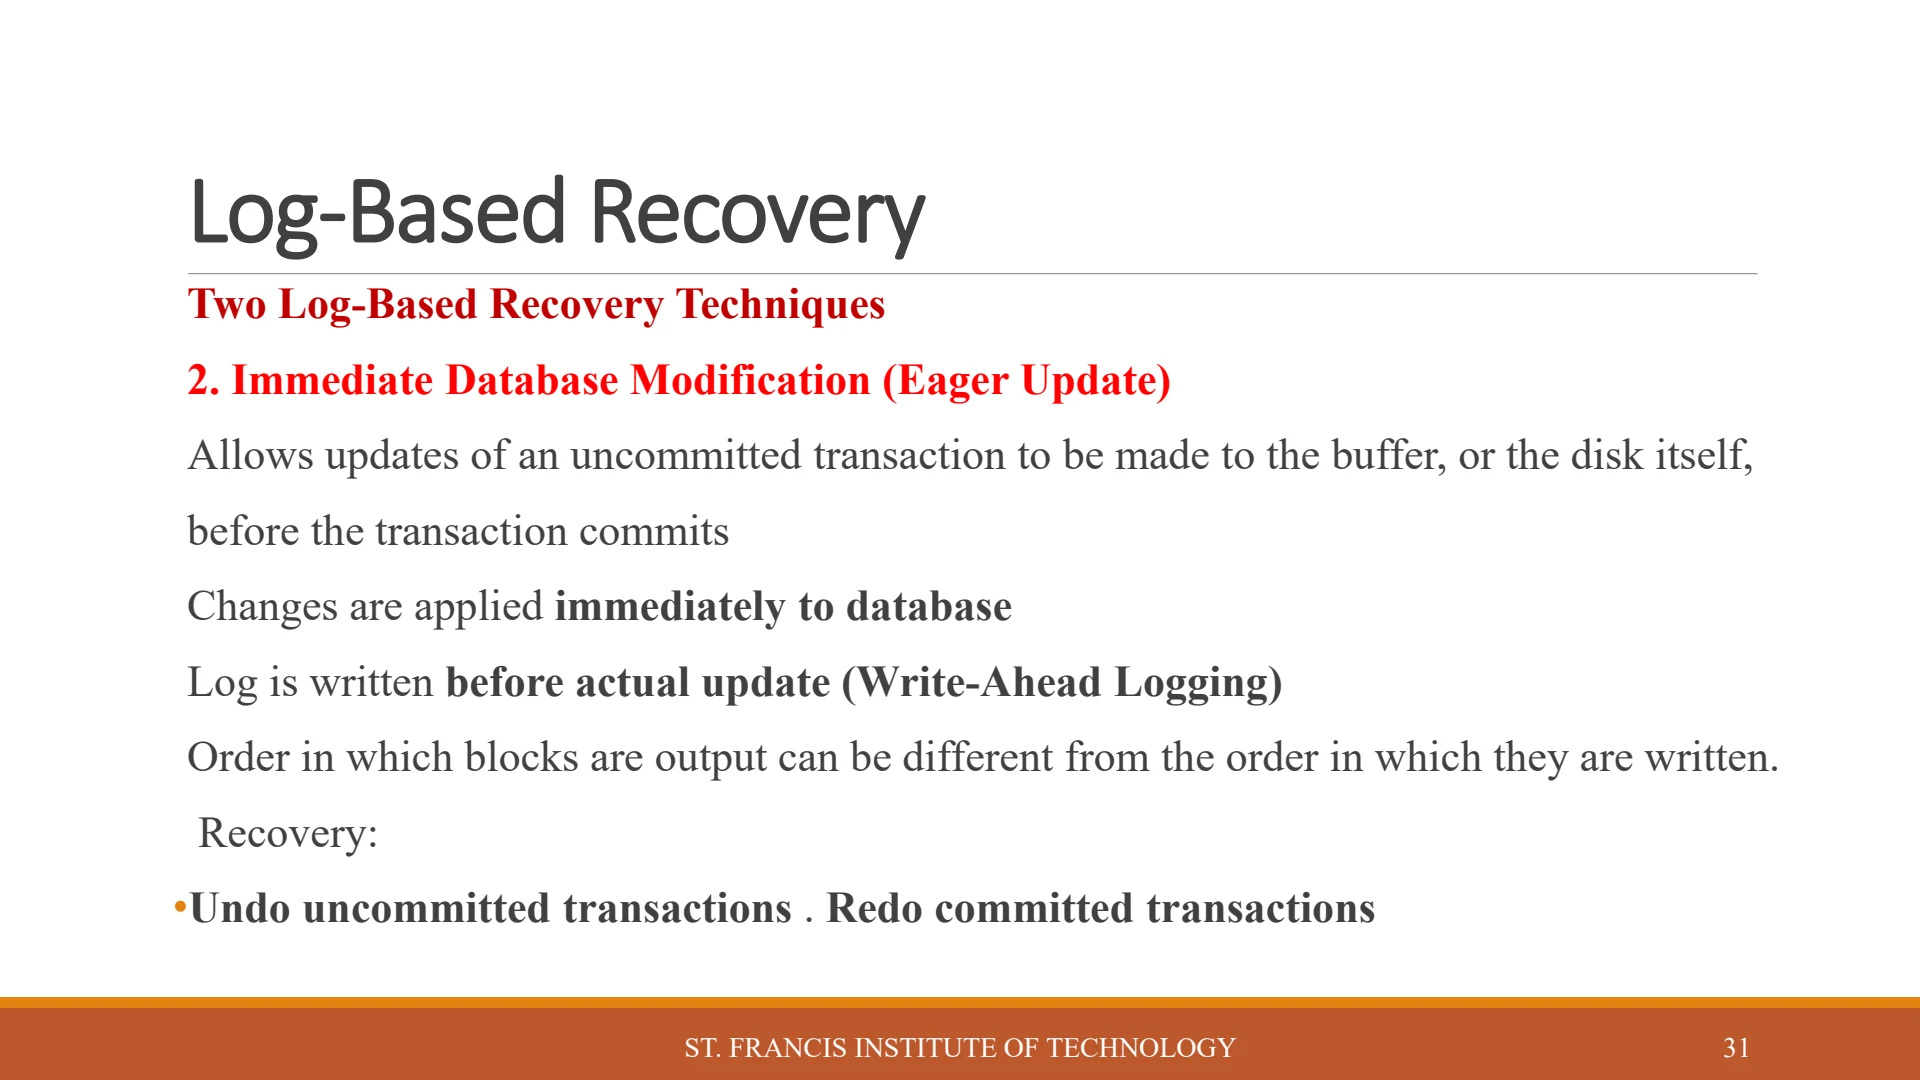 Log-Based Recovery
Two Log-Based Recovery Techniques
2. Immediate Database Modification (Eager Update)
Allows updates of an uncommitted transaction to be made to the buffer, or the disk itself,
before the transaction commits
Changes are applied immediately to database
Log is written before actual update (Write-Ahead Logging)
Order in which blocks are output can be different from the order in which they are written.
Recovery:
•Undo uncommitted transactions . Redo committed transactions
ST. FRANCIS INSTITUTE OF TECHNOLOGY
31